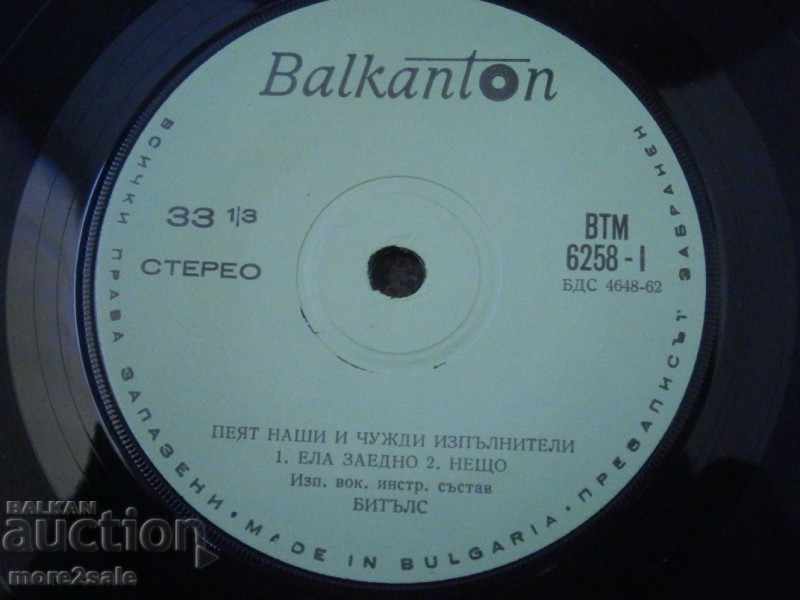 Balkanton
ВСИЧКИ ПРАВА ЗАПАЗЕНИ • MADE IN BULGARIA • ПРЕЗАПИСЪТ ЗАБРАНЕН
33 1/3
СТЕРЕО
ВТМ
6258 - I
БДС 4648-62
ПЕЯТ НАШИ И ЧУЖДИ ИЗПЪЛНИТЕЛИ
1. ЕЛА ЗАЕДНО 2. НЕЩО
Изп. вок. инстр. състав
БИТЪЛС
BALKAN
auction
more2sale